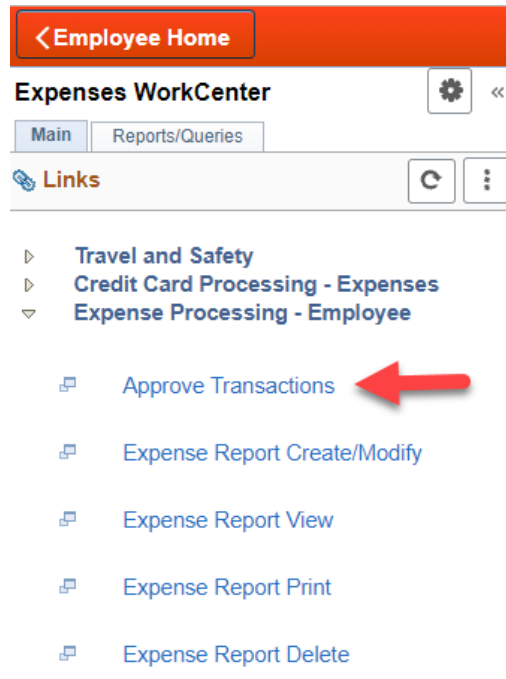 Employee Home
Expenses WorkCenter
Main Reports/Queries
Links
Travel and Safety
Credit Card Processing - Expenses
Expense Processing - Employee
Approve Transactions
Expense Report Create/Modify
Expense Report View
Expense Report Print
Expense Report Delete